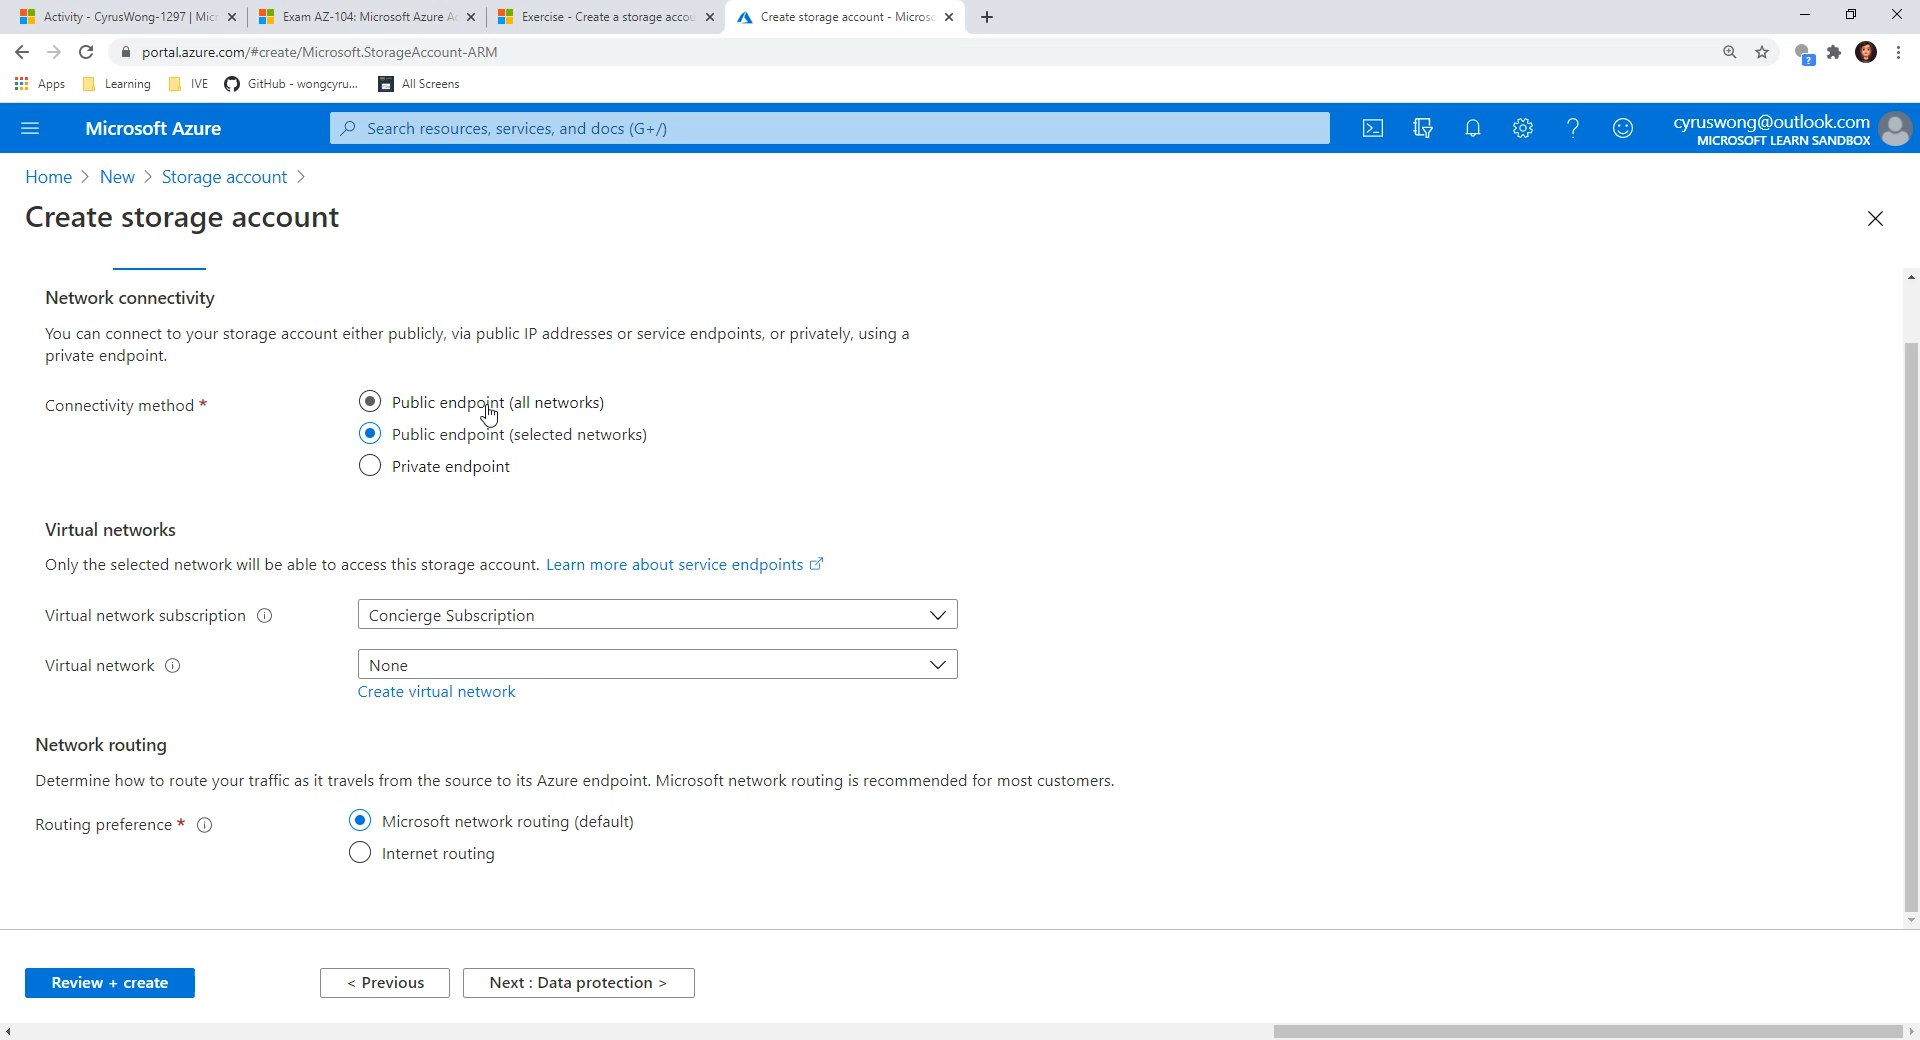 Activity - CyrusWong-1297 | Mic
Exam AZ-104: Microsoft Azure A
Exercise - Create a storage accou
Create storage account - Microso
portal.azure.com/#create/Microsoft.StorageAccount-ARM
Apps
Learning
IVE
GitHub - wongcyru...
All Screens
Microsoft Azure
Search resources, services, and docs (G+/)
cyruswong@outlook.com
MICROSOFT LEARN SANDBOX
Home > New > Storage account >
Create storage account
Network connectivity
You can connect to your storage account either publicly, via public IP addresses or service endpoints, or privately, using a
private endpoint.
Connectivity method *
Public endpoint (all networks)
Public endpoint (selected networks)
Private endpoint
Virtual networks
Only the selected network will be able to access this storage account. Learn more about service endpoints
Virtual network subscription
Concierge Subscription
Virtual network
None
Create virtual network
Network routing
Determine how to route your traffic as it travels from the source to its Azure endpoint. Microsoft network routing is recommended for most customers.
Routing preference *
Microsoft network routing (default)
Internet routing
Review + create
< Previous
Next : Data protection >